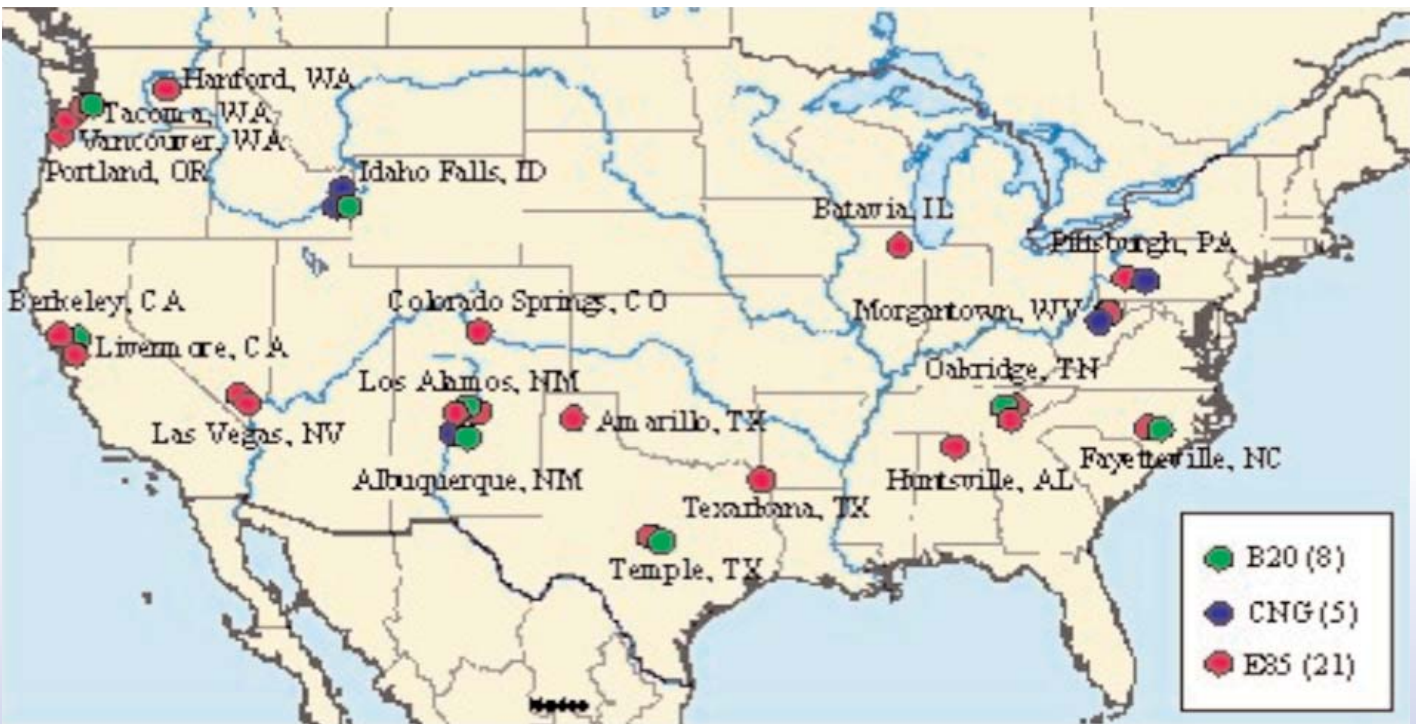 Hanford, WA
Tacoma, WA
Vancouver, WA
Portland, OR
Idaho Falls, ID
Batavia, IL
Pittsburgh, PA
Berkeley, CA
Colorado Springs, CO
Morgantown, WV
Livermore, CA
Oakridge, TN
Los Alamos, NM
Las Vegas, NV
Amarillo, TX
Albuquerque, NM
Fayetteville, NC
Huntsville, AL
Texarkana, TX
Temple, TX
B20 (8)
CNG (5)
E85 (21)
Mexico